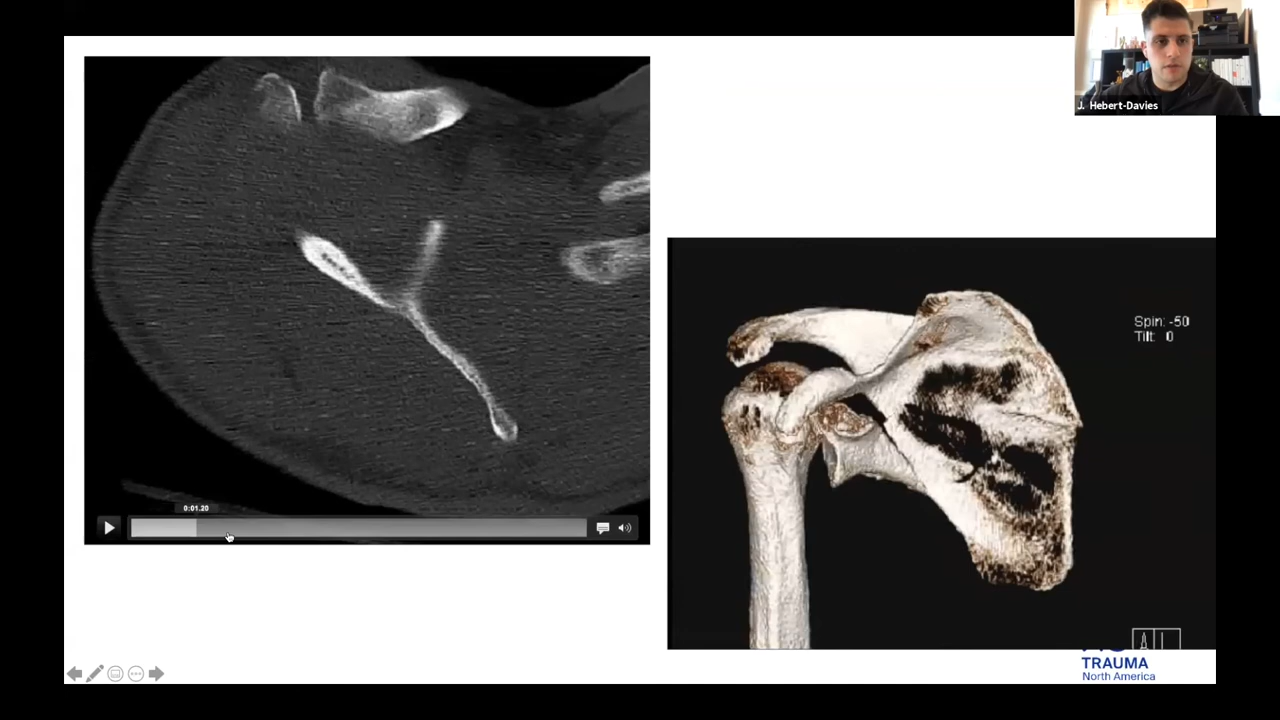 J. Hebert-Davies
Spin: -50
Tilt: 0
0:01.20
TRAUMA
North America